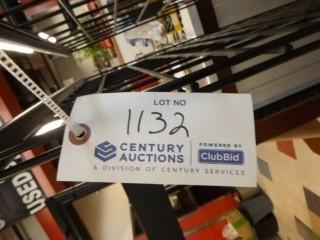 LOT NO
1132
CENTURY AUCTIONS
POWERED BY
ClubBid
A DIVISION OF CENTURY SERVICES
USED